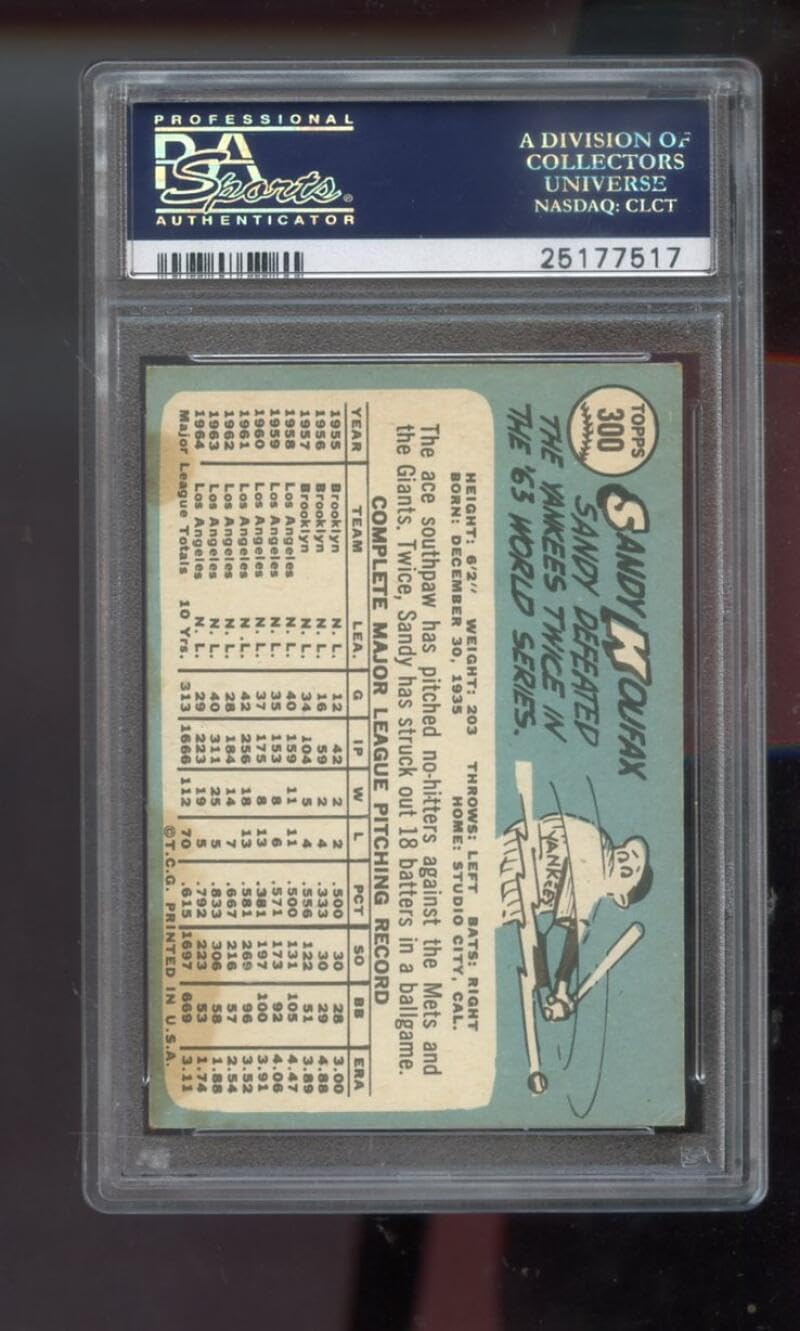 PROFESSIONAL
PSA
Sports®
AUTHENTICATOR
A DIVISION OF
COLLECTORS
UNIVERSE
NASDAQ: CLCT
25177517
TOPPS
300
SANDY KOUFAX
SANDY DEFEATED
THE YANKEES TWICE IN
THE '63 WORLD SERIES.
YANKEES
HEIGHT: 6'2" WEIGHT: 203 THROWS: LEFT BATS: RIGHT
BORN: DECEMBER 30, 1935 HOME: STUDIO CITY, CAL.
The ace southpaw has pitched no-hitters against the Mets and
the Giants. Twice, Sandy has struck out 18 batters in a ballgame.
COMPLETE MAJOR LEAGUE PITCHING RECORD
YEAR TEAM LEA. G IP W L PCT SO BB ERA
1955 Brooklyn N. L. 12 42 2 2 .500 30 28 3.00
1956 Brooklyn N. L. 16 59 2 4 .333 30 29 4.88
1957 Brooklyn N. L. 34 104 5 4 .556 122 51 3.89
1958 Los Angeles N. L. 40 159 11 11 .500 131 105 4.47
1959 Los Angeles N. L. 35 153 8 6 .571 173 92 4.06
1960 Los Angeles N. L. 37 175 8 13 .381 197 100 3.91
1961 Los Angeles N. L. 42 256 18 13 .581 269 96 3.52
1962 Los Angeles N. L. 28 184 14 7 .667 216 57 2.54
1963 Los Angeles N. L. 40 311 25 5 .833 306 58 1.88
1964 Los Angeles N. L. 29 223 19 5 .792 223 53 1.74
Major League Totals 10 Yrs. 313 1666 112 70 .615 1697 669 3.11
©T.C.G. PRINTED IN U.S.A.